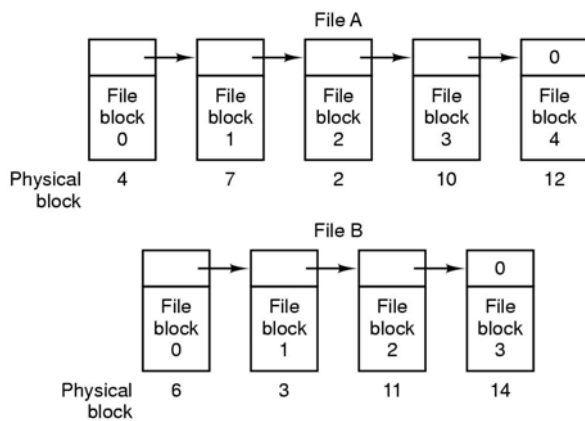 File A
0
File block 0
File block 1
File block 2
File block 3
File block 4
Physical block
4 7 2 10 12
File B
0
File block 0
File block 1
File block 2
File block 3
Physical block
6 3 11 14